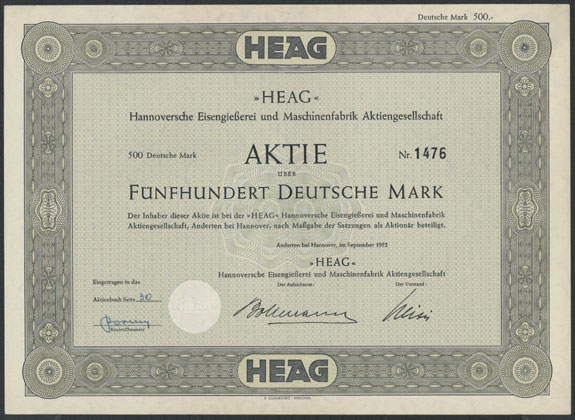 Deutsche Mark 500.-
HEAG
»HEAG«
Hannoversche Eisengießerei und Maschinenfabrik Aktiengesellschaft
500 Deutsche Mark AKTIE Nr. 1476
ÜBER
FÜNFHUNDERT DEUTSCHE MARK
Der Inhaber dieser Aktie ist bei der »HEAG« Hannoversche Eisengießerei und Maschinenfabrik
Aktiengesellschaft, Anderten bei Hannover, nach Maßgabe der Satzungen als Aktionär beteiligt.
Anderten bei Hannover, im September 1952
»HEAG«
Hannoversche Eisengießerei und Maschinenfabrik Aktiengesellschaft
Der Aufsichtsrat: Der Vorstand:
Eingetragen in das
Aktienbuch Seite 30
Kontrollbeamter
HEAG
HEAG